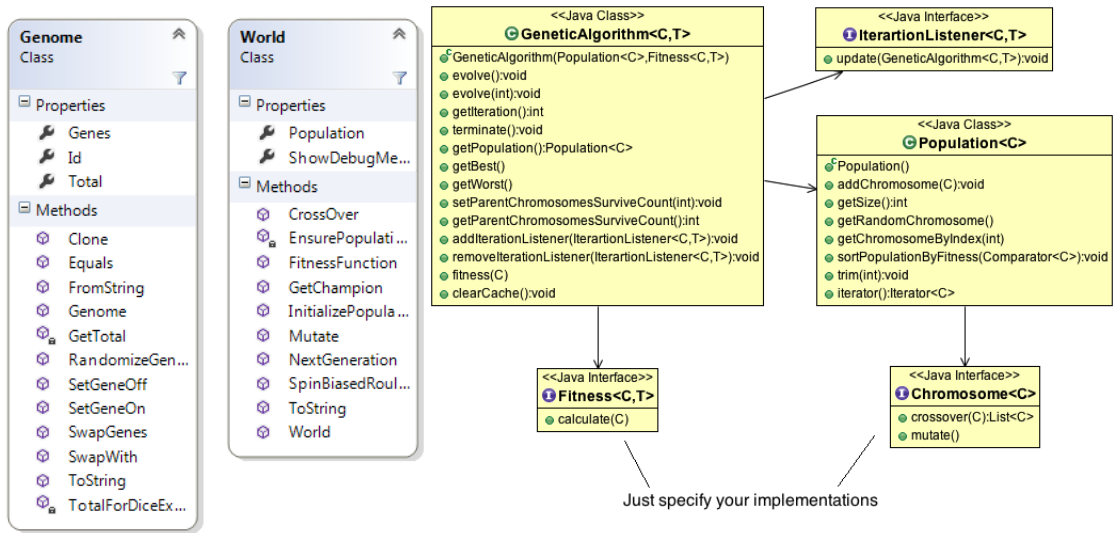 Genome
Class
Properties
Genes
Id
Total
Methods
Clone
Equals
FromString
Genome
GetTotal
RandomizeGen...
SetGeneOff
SetGeneOn
SwapGenes
SwapWith
ToString
TotalForDiceEx...
World
Class
Properties
Population
ShowDebugMe...
Methods
CrossOver
EnsurePopulati...
FitnessFunction
GetChampion
InitializePopula...
Mutate
NextGeneration
SpinBiasedRoul...
ToString
World
<<Java Class>>
GeneticAlgorithm<C,T>
GeneticAlgorithm(Population<C>,Fitness<C,T>)
evolve():void
evolve(int):void
getIteration():int
terminate():void
getPopulation():Population<C>
getBest()
getWorst()
setParentChromosomesSurviveCount(int):void
getParentChromosomesSurviveCount():int
addIterationListener(IterartionListener<C,T>):void
removeIterationListener(IterartionListener<C,T>):void
fitness(C)
clearCache():void
<<Java Interface>>
IterartionListener<C,T>
update(GeneticAlgorithm<C,T>):void
<<Java Class>>
Population<C>
Population()
addChromosome(C):void
getSize():int
getRandomChromosome()
getChromosomeByIndex(int)
sortPopulationByFitness(Comparator<C>):void
trim(int):void
iterator():Iterator<C>
<<Java Interface>>
Fitness<C,T>
calculate(C)
<<Java Interface>>
Chromosome<C>
crossover(C):List<C>
mutate()
Just specify your implementations